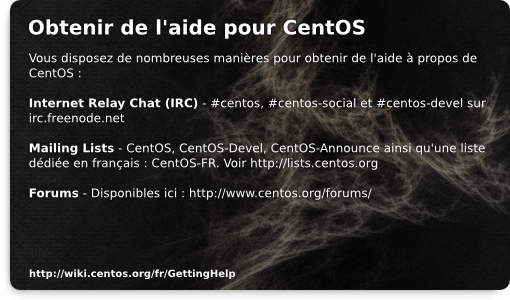 Obtenir de l'aide pour CentOS
Vous disposez de nombreuses manières pour obtenir de l'aide à propos de
CentOS :
Internet Relay Chat (IRC) - #centos, #centos-social et #centos-devel sur
irc.freenode.net
Mailing Lists - CentOS, CentOS-Devel, CentOS-Announce ainsi qu'une liste
dédiée en français : CentOS-FR. Voir http://lists.centos.org
Forums - Disponibles ici : http://www.centos.org/forums/
http://wiki.centos.org/fr/GettingHelp